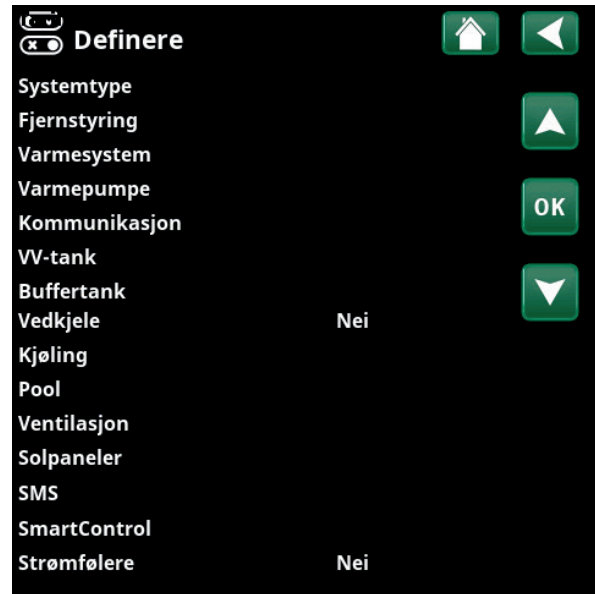 Definere
Systemtype
Fjernstyring
Varmesystem
Varmepumpe
OK
Kommunikasjon
VV-tank
Buffertank
Vedkjele Nei
Kjøling
Pool
Ventilasjon
Solpaneler
SMS
SmartControl
Strømfølere Nei